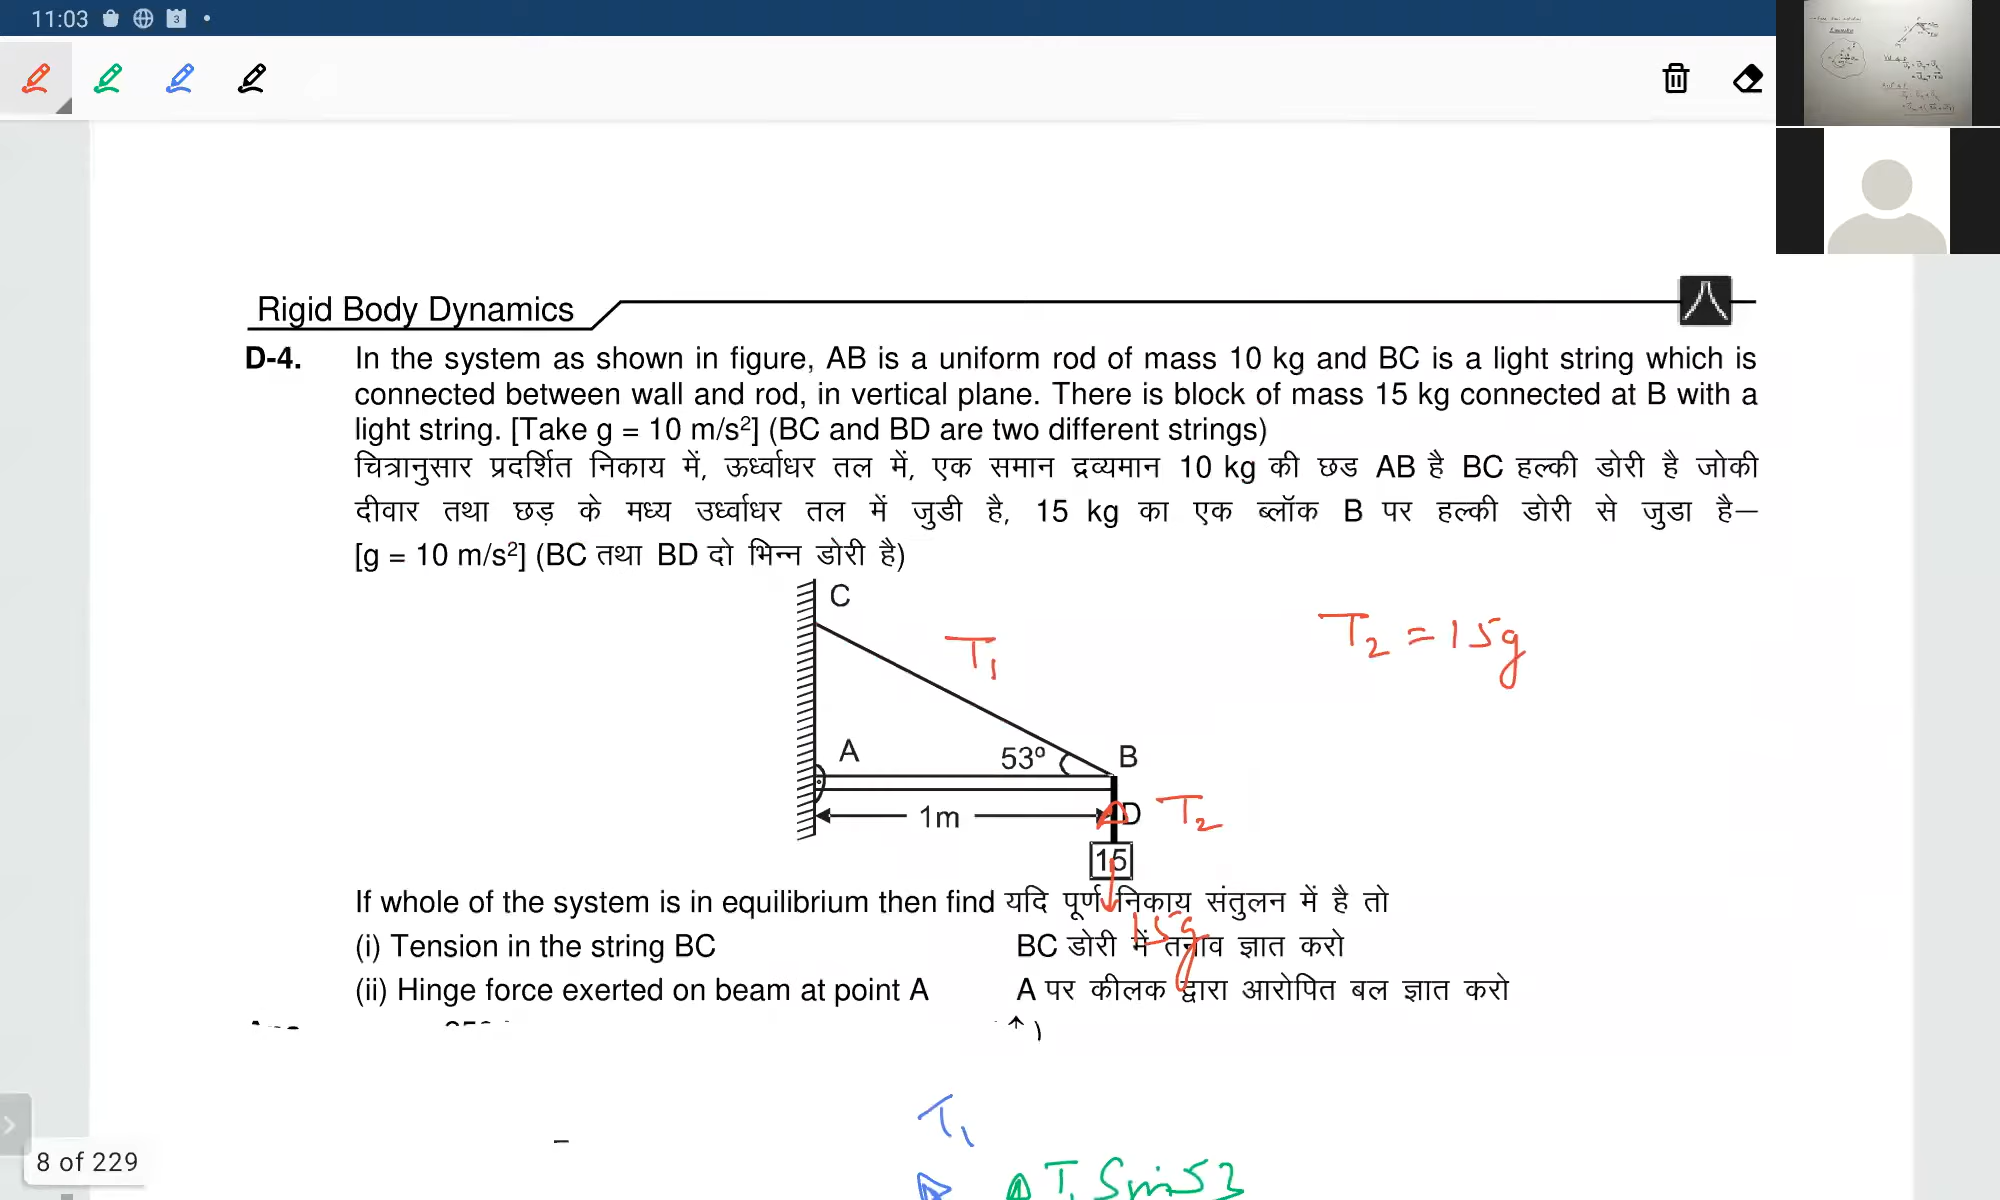 11:03
3
Rigid Body Dynamics
D-4. In the system as shown in figure, AB is a uniform rod of mass 10 kg and BC is a light string which is
connected between wall and rod, in vertical plane. There is block of mass 15 kg connected at B with a
light string. [Take g = 10 m/s²] (BC and BD are two different strings)
चित्रानुसार प्रदर्शित निकाय में, ऊर्ध्वाधर तल में, एक समान द्रव्यमान 10 kg की छड AB है BC हल्की डोरी है जोकी
दीवार तथा छड़ के मध्य उर्ध्वाधर तल में जुडी है, 15 kg का एक ब्लॉक B पर हल्की डोरी से जुडा है–
[g = 10 m/s²] (BC तथा BD दो भिन्न डोरी है)
C
T₁
T₂ = 15g
A
53º
B
1m
D
T₂
15
If whole of the system is in equilibrium then find यदि पूर्ण निकाय संतुलन में है तो
15g
(i) Tension in the string BC BC डोरी में तनाव ज्ञात करो
(ii) Hinge force exerted on beam at point A A पर कीलक द्वारा आरोपित बल ज्ञात करो
T₁
8 of 229
T₁ Sin53